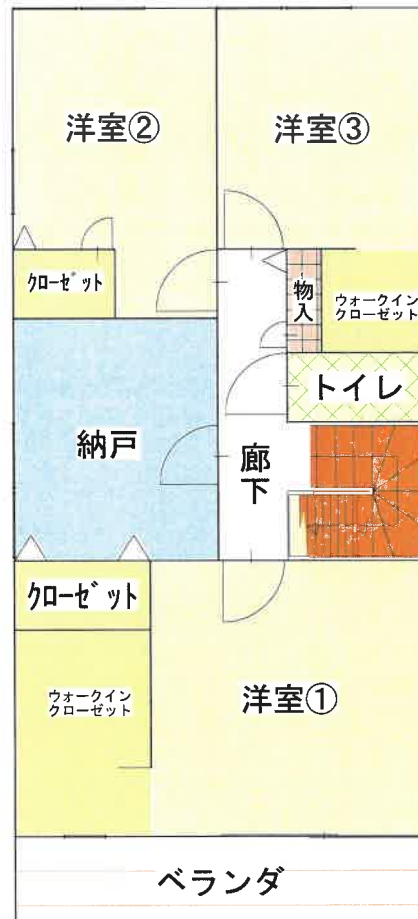 洋室②
洋室③
クローゼット
物入
ウォークイン
クローゼット
トイレ
納戸
廊下
クローゼット
ウォークイン
クローゼット
洋室①
ベランダ